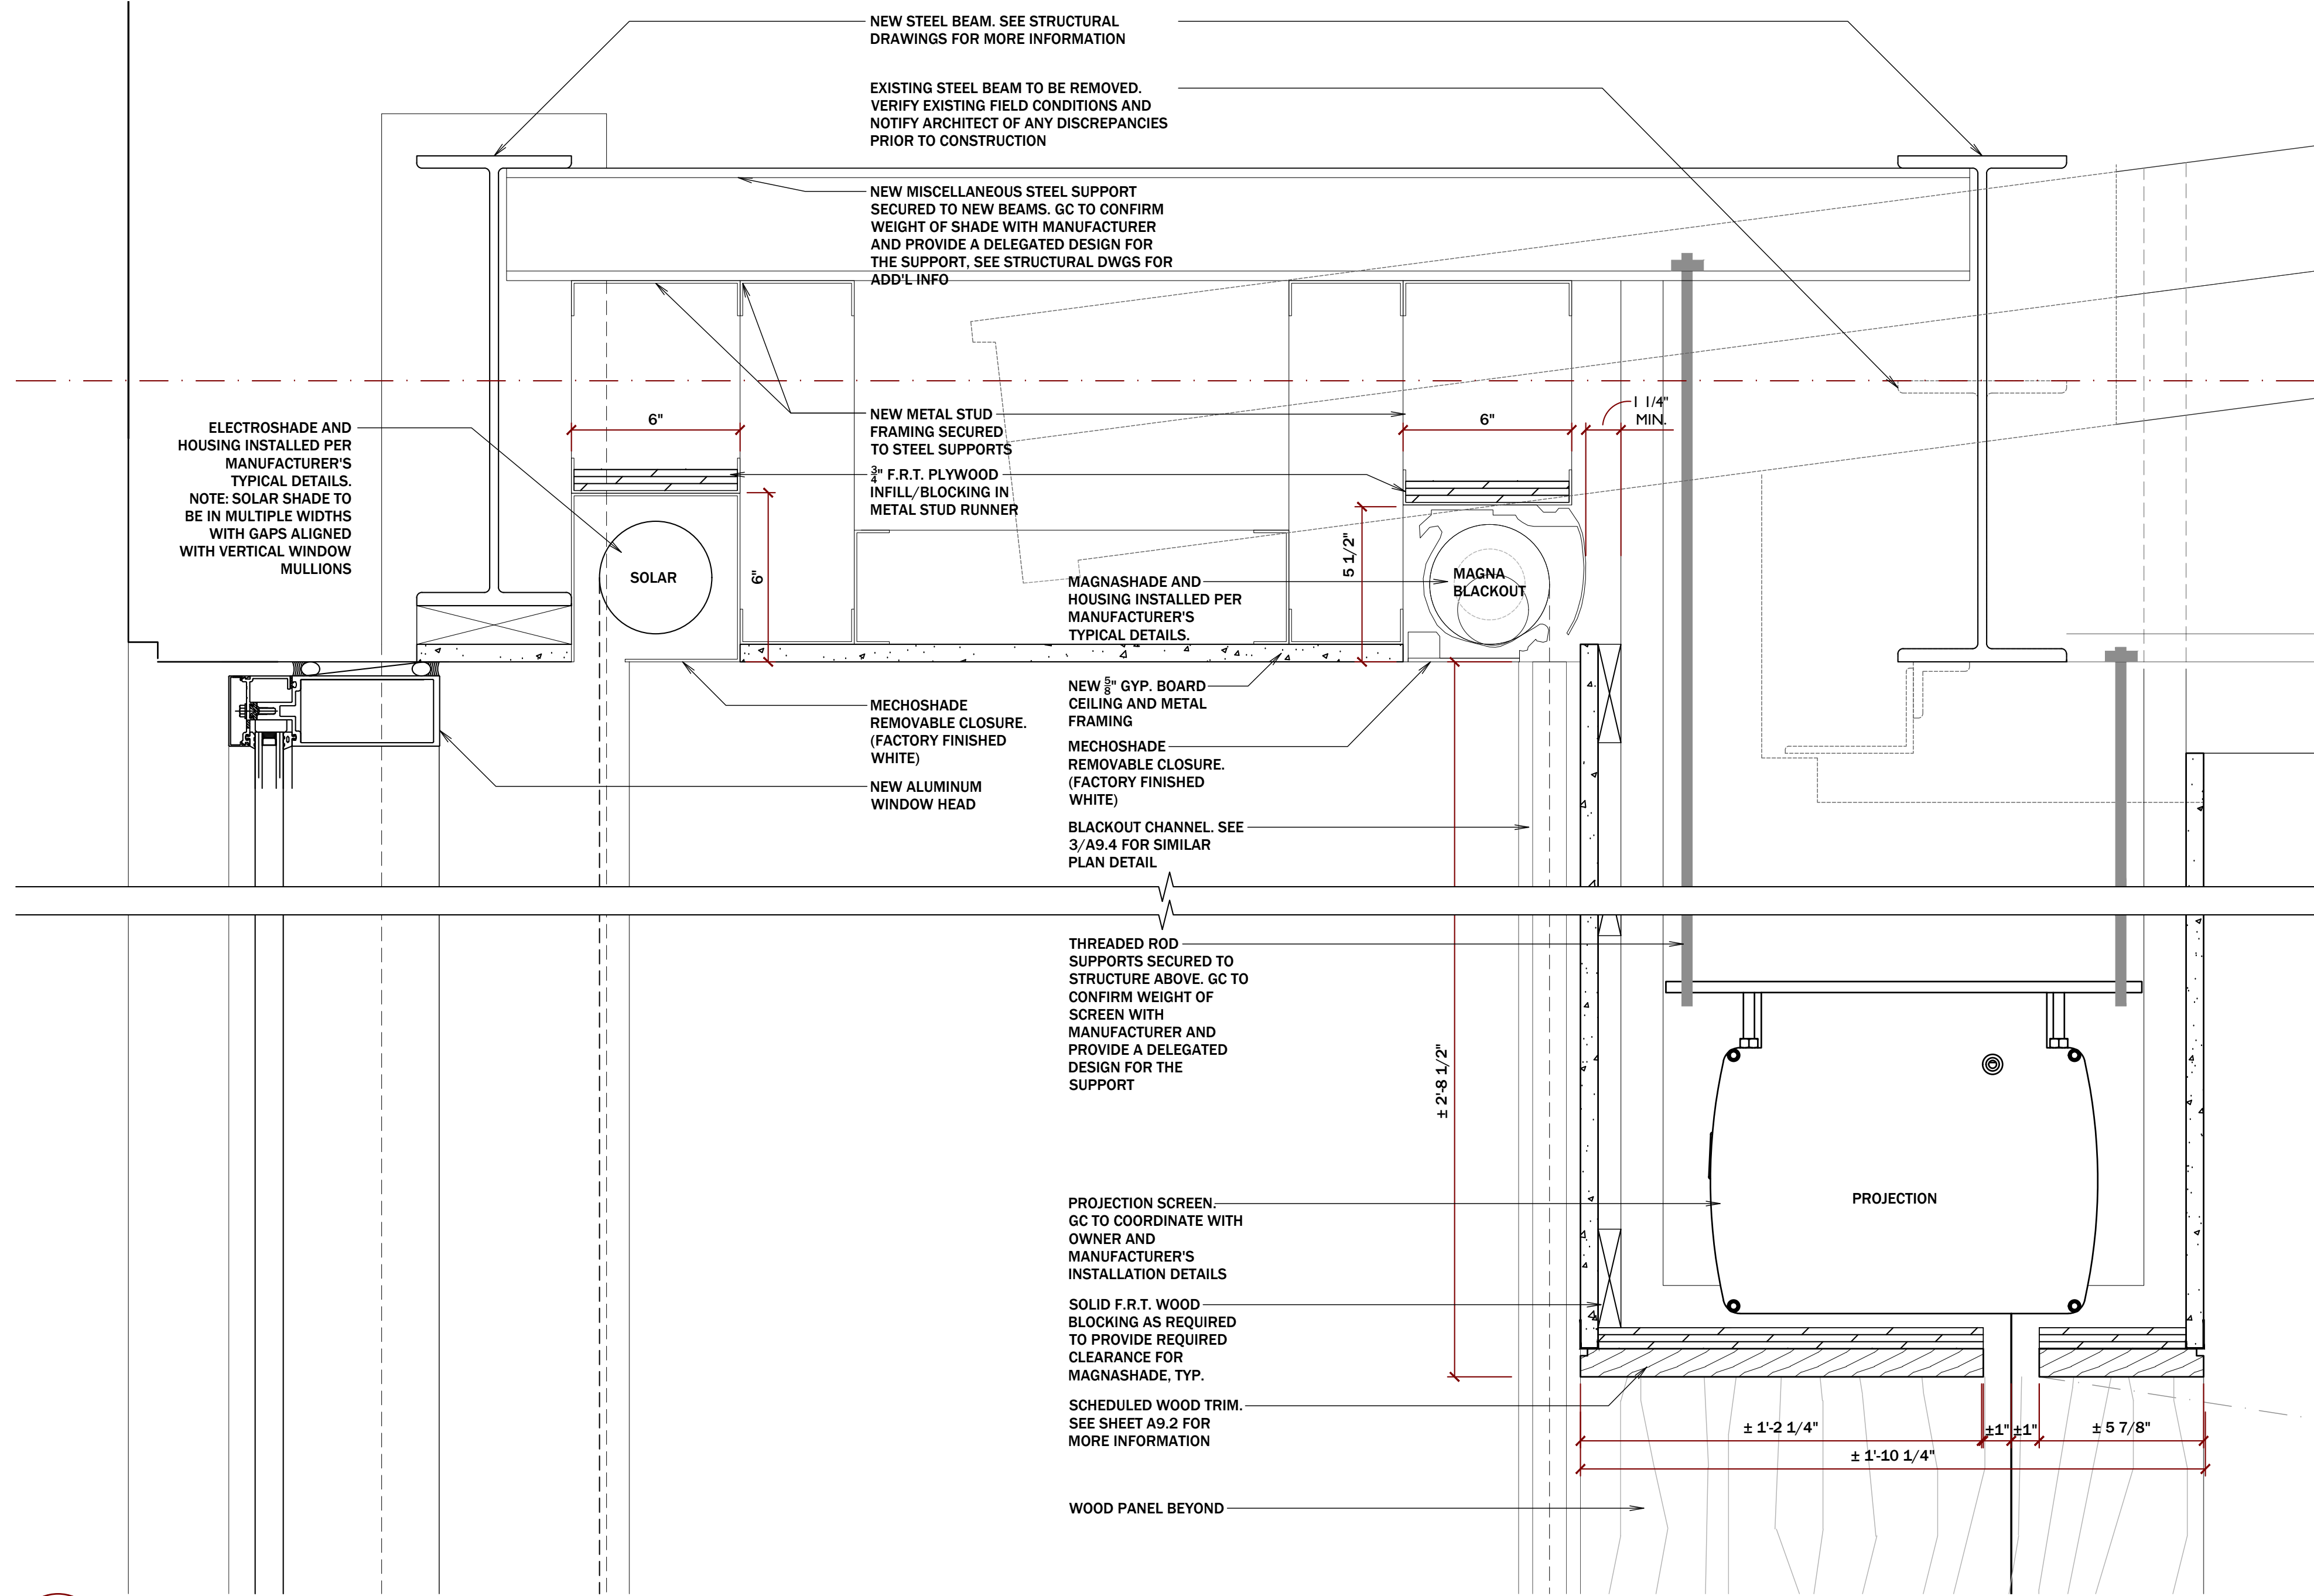 NEW STEEL BEAM. SEE STRUCTURAL
DRAWINGS FOR MORE INFORMATION
EXISTING STEEL BEAM TO BE REMOVED.
VERIFY EXISTING FIELD CONDITIONS AND
NOTIFY ARCHITECT OF ANY DISCREPANCIES
PRIOR TO CONSTRUCTION
NEW MISCELLANEOUS STEEL SUPPORT
SECURED TO NEW BEAMS. GC TO CONFIRM
WEIGHT OF SHADE WITH MANUFACTURER
AND PROVIDE A DELEGATED DESIGN FOR
THE SUPPORT, SEE STRUCTURAL DWGS FOR
ADD'L INFO
ELECTROSHADE AND
HOUSING INSTALLED PER
MANUFACTURER'S
TYPICAL DETAILS.
NOTE: SOLAR SHADE TO
BE IN MULTIPLE WIDTHS
WITH GAPS ALIGNED
WITH VERTICAL WINDOW
MULLIONS
6"
NEW METAL STUD
FRAMING SECURED
TO STEEL SUPPORTS
6"
1 1/4"
MIN.
3/4" F.R.T. PLYWOOD
INFILL/BLOCKING IN
METAL STUD RUNNER
SOLAR
6"
5 1/2"
MAGNA
BLACKOUT
MAGNASHADE AND
HOUSING INSTALLED PER
MANUFACTURER'S
TYPICAL DETAILS.
MECHOSHADE
REMOVABLE CLOSURE.
(FACTORY FINISHED
WHITE)
NEW ALUMINUM
WINDOW HEAD
NEW 5/8" GYP. BOARD
CEILING AND METAL
FRAMING
MECHOSHADE
REMOVABLE CLOSURE.
(FACTORY FINISHED
WHITE)
BLACKOUT CHANNEL. SEE
3/A9.4 FOR SIMILAR
PLAN DETAIL
THREADED ROD
SUPPORTS SECURED TO
STRUCTURE ABOVE. GC TO
CONFIRM WEIGHT OF
SCREEN WITH
MANUFACTURER AND
PROVIDE A DELEGATED
DESIGN FOR THE
SUPPORT
± 2'-8 1/2"
PROJECTION SCREEN.
GC TO COORDINATE WITH
OWNER AND
MANUFACTURER'S
INSTALLATION DETAILS
PROJECTION
SOLID F.R.T. WOOD
BLOCKING AS REQUIRED
TO PROVIDE REQUIRED
CLEARANCE FOR
MAGNASHADE, TYP.
SCHEDULED WOOD TRIM.
SEE SHEET A9.2 FOR
MORE INFORMATION
± 1'-2 1/4"
±1"
±1"
± 5 7/8"
± 1'-10 1/4"
WOOD PANEL BEYOND